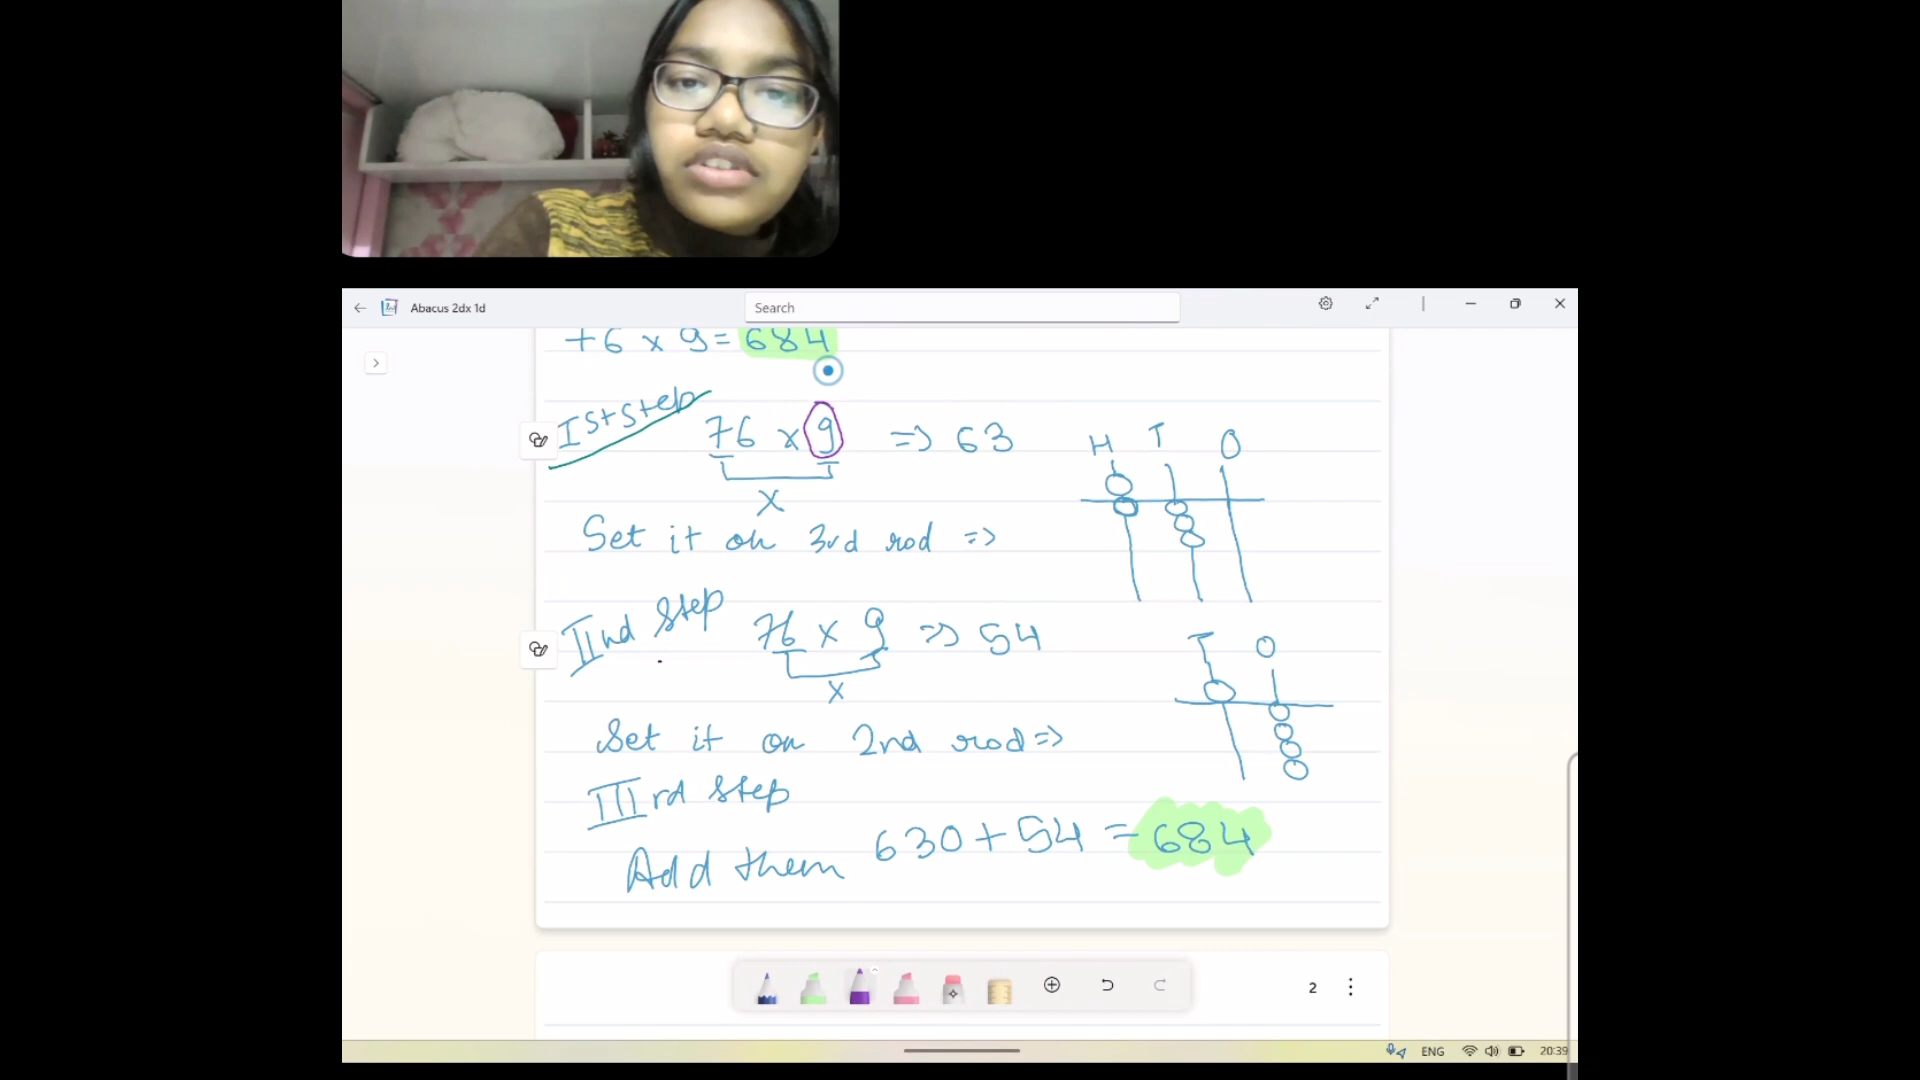 Abacus 2dx 1d
Search
+6 x 9 = 684
Ist step
76 x 9 => 63
H T O
X
Set it on 3rd rod =>
IInd step
76 x 9 => 54
T O
X
Set it on 2nd rod =>
IIIrd step
Add them 630 + 54 = 684
2
ENG
20:39